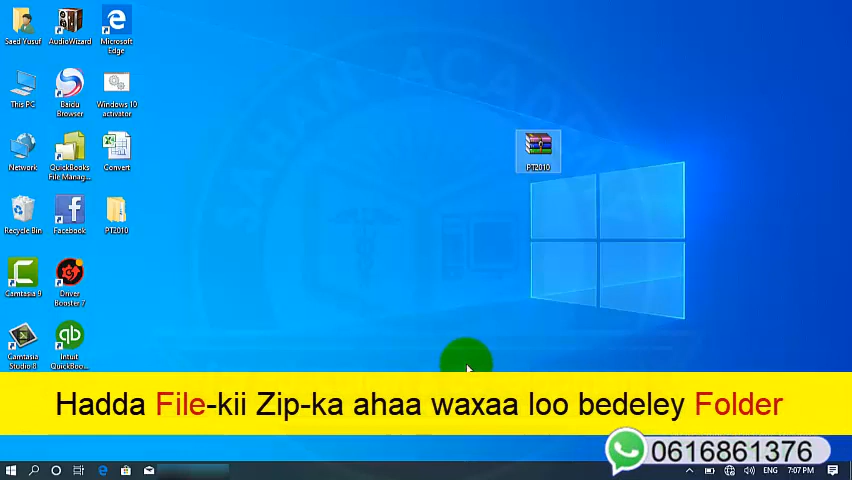 Saed Yusuf
AudioWizard
Microsoft
Edge
This PC
Baidu
Browser
Windows 10
activator
Network
QuickBooks
File Manag...
Convert
Recycle Bin
Facebook
PT2010
Camtasia 9
Driver
Booster 7
Camtasia
Studio 8
Intuit
QuickBoo...
PT2010
Hadda File-kii Zip-ka ahaa waxaa loo bedeley Folder
0616861376
ENG
7:07 PM